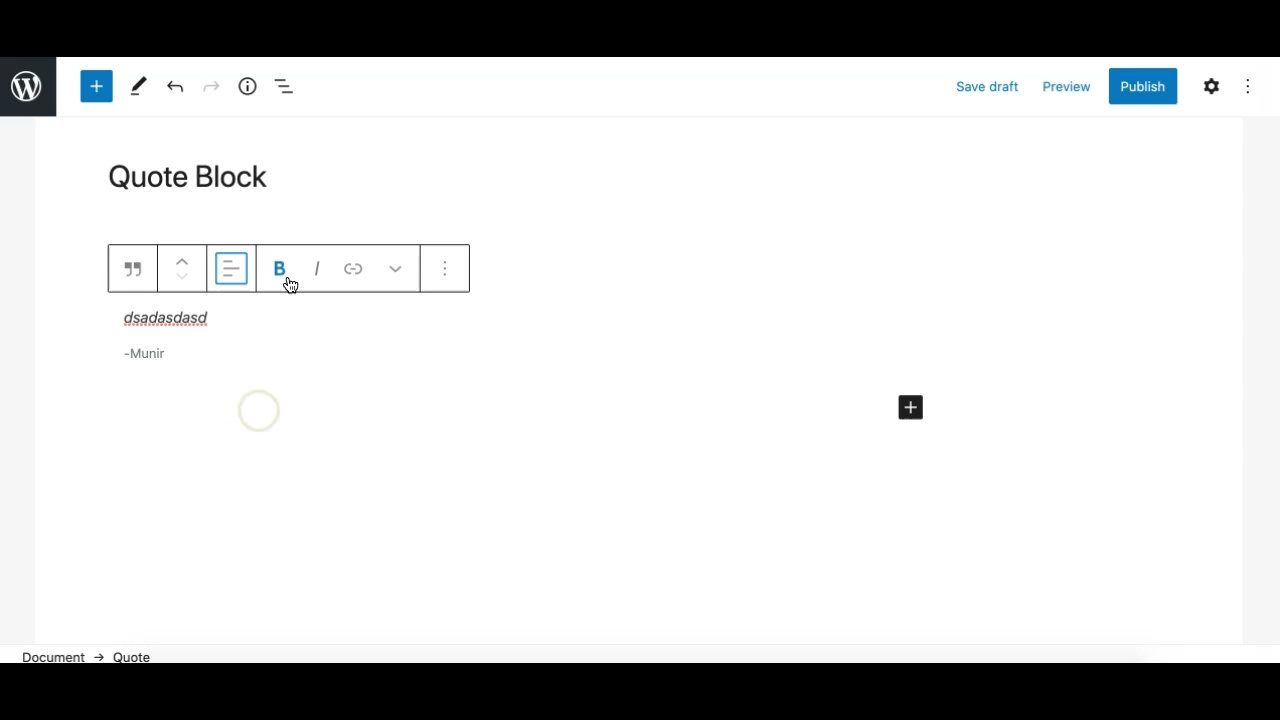 Save draft Preview Publish
Quote Block
B I
dsadasdasd
-Munir
Document → Quote